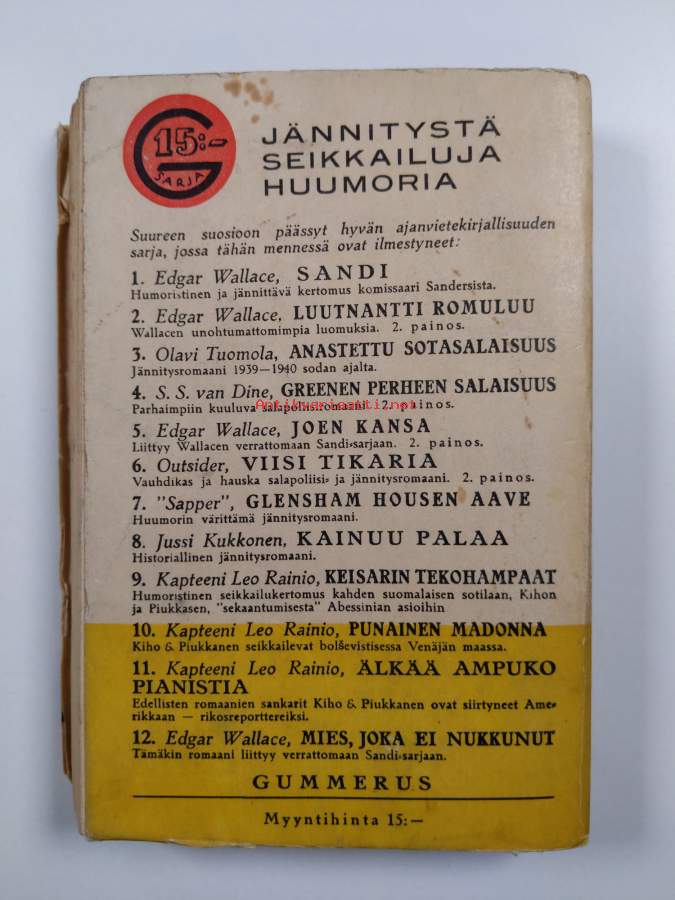 15:-
G
SARJA
JÄNNITYSTÄ
SEIKKAILUJA
HUUMORIA
Suureen suosioon päässyt hyvän ajanvietekirjallisuuden
sarja, jossa tähän mennessä ovat ilmestyneet:
1. Edgar Wallace, SANDI
Humoristinen ja jännittävä kertomus komissaari Sandersista.
2. Edgar Wallace, LUUTNANTTI ROMULUU
Wallacen unohtumattomimpia luomuksia. 2. painos.
3. Olavi Tuomola, ANASTETTU SOTASALAISUUS
Jännitysromaani 1939—1940 sodan ajalta.
4. S. S. van Dine, GREENEN PERHEEN SALAISUUS
Parhaimpiin kuuluva salapoliisiromaani. 2. painos.
Antikvariaatti.net
5. Edgar Wallace, JOEN KANSA
Liittyy Wallacen verrattomaan Sandi-sarjaan. 2. painos.
6. Outsider, VIISI TIKARIA
Vauhdikas ja hauska salapoliisi- ja jännitysromaani. 2. painos.
7. "Sapper", GLENSHAM HOUSEN AAVE
Huumorin värittämä jännitysromaani.
8. Jussi Kukkonen, KAINUU PALAA
Historiallinen jännitysromaani.
9. Kapteeni Leo Rainio, KEISARIN TEKOHAMPAAT
Humoristinen seikkailukertomus kahden suomalaisen sotilaan, Kihon
ja Piukkasen, "sekaantumisesta" Abessinian asioihin
10. Kapteeni Leo Rainio, PUNAINEN MADONNA
Kiho & Piukkanen seikkailevat bolševistisessa Venäjän maassa.
11. Kapteeni Leo Rainio, ÄLKÄÄ AMPUKO
PIANISTIA
Edellisten romaanien sankarit Kiho & Piukkanen ovat siirtyneet Ame-
rikkaan — rikosreporttereiksi.
12. Edgar Wallace, MIES, JOKA EI NUKKUNUT
Tämäkin romaani liittyy verrattomaan Sandi-sarjaan.
GUMMERUS
Myyntihinta 15:—